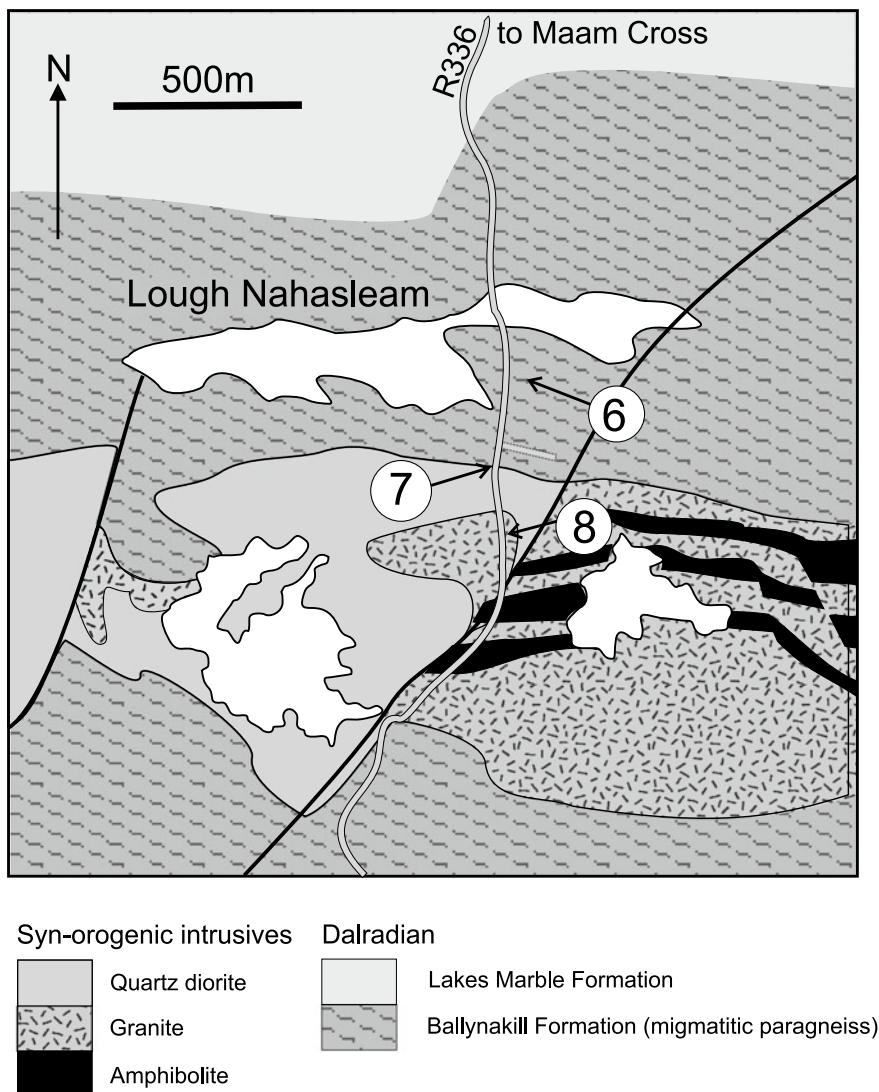 to Maam Cross
R336
N
500m
Lough Nahasleam
6
7
8
Syn-orogenic intrusives
Quartz diorite
Granite
Amphibolite
Dalradian
Lakes Marble Formation
Ballynakill Formation (migmatitic paragneiss)